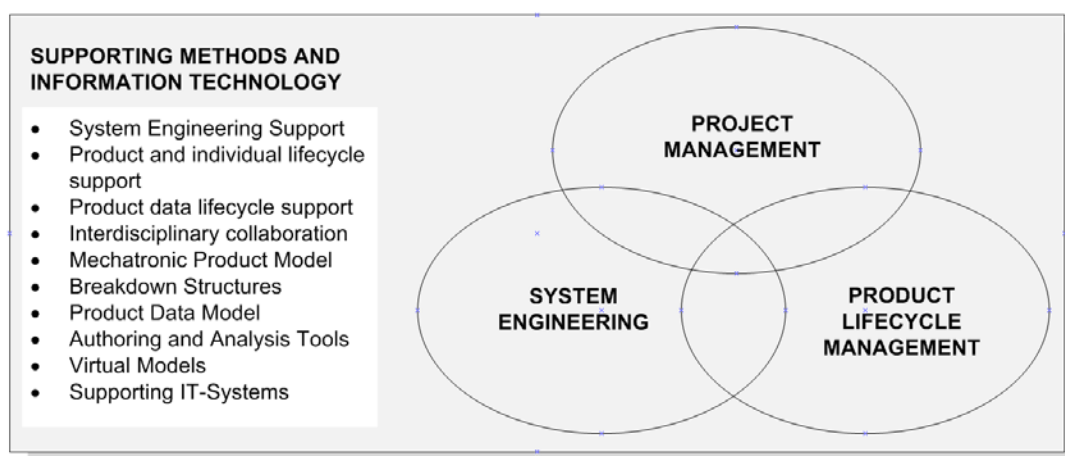 SUPPORTING METHODS AND
INFORMATION TECHNOLOGY
• System Engineering Support
• Product and individual lifecycle
support
• Product data lifecycle support
• Interdisciplinary collaboration
• Mechatronic Product Model
• Breakdown Structures
• Product Data Model
• Authoring and Analysis Tools
• Virtual Models
• Supporting IT-Systems
PROJECT
MANAGEMENT
SYSTEM
ENGINEERING
PRODUCT
LIFECYCLE
MANAGEMENT